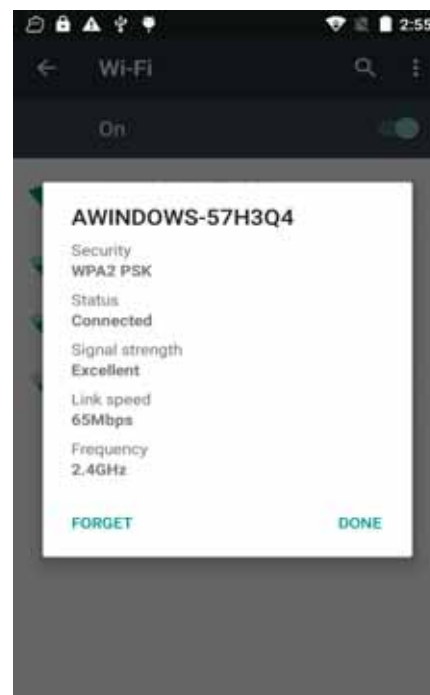 2:55
Wi-Fi
On
AWINDOWS-57H3Q4
Security
WPA2 PSK
Status
Connected
Signal strength
Excellent
Link speed
65Mbps
Frequency
2.4GHz
FORGET
DONE